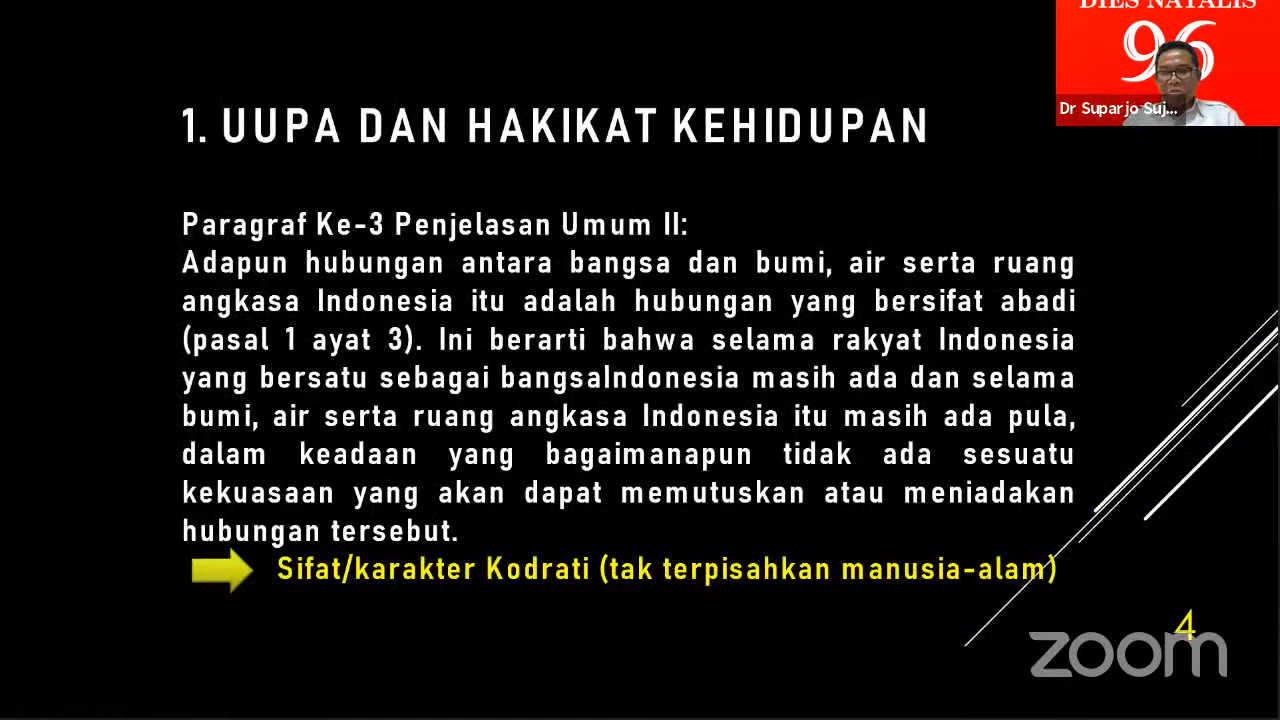 DIES NATALIS
96
Dr Suparjo Suj...
1. UUPA DAN HAKIKAT KEHIDUPAN
Paragraf Ke-3 Penjelasan Umum II:
Adapun hubungan antara bangsa dan bumi, air serta ruang
angkasa Indonesia itu adalah hubungan yang bersifat abadi
(pasal 1 ayat 3). Ini berarti bahwa selama rakyat Indonesia
yang bersatu sebagai bangsaIndonesia masih ada dan selama
bumi, air serta ruang angkasa Indonesia itu masih ada pula,
dalam keadaan yang bagaimanapun tidak ada sesuatu
kekuasaan yang akan dapat memutuskan atau meniadakan
hubungan tersebut.
Sifat/karakter Kodrati (tak terpisahkan manusia-alam)
4
zoom